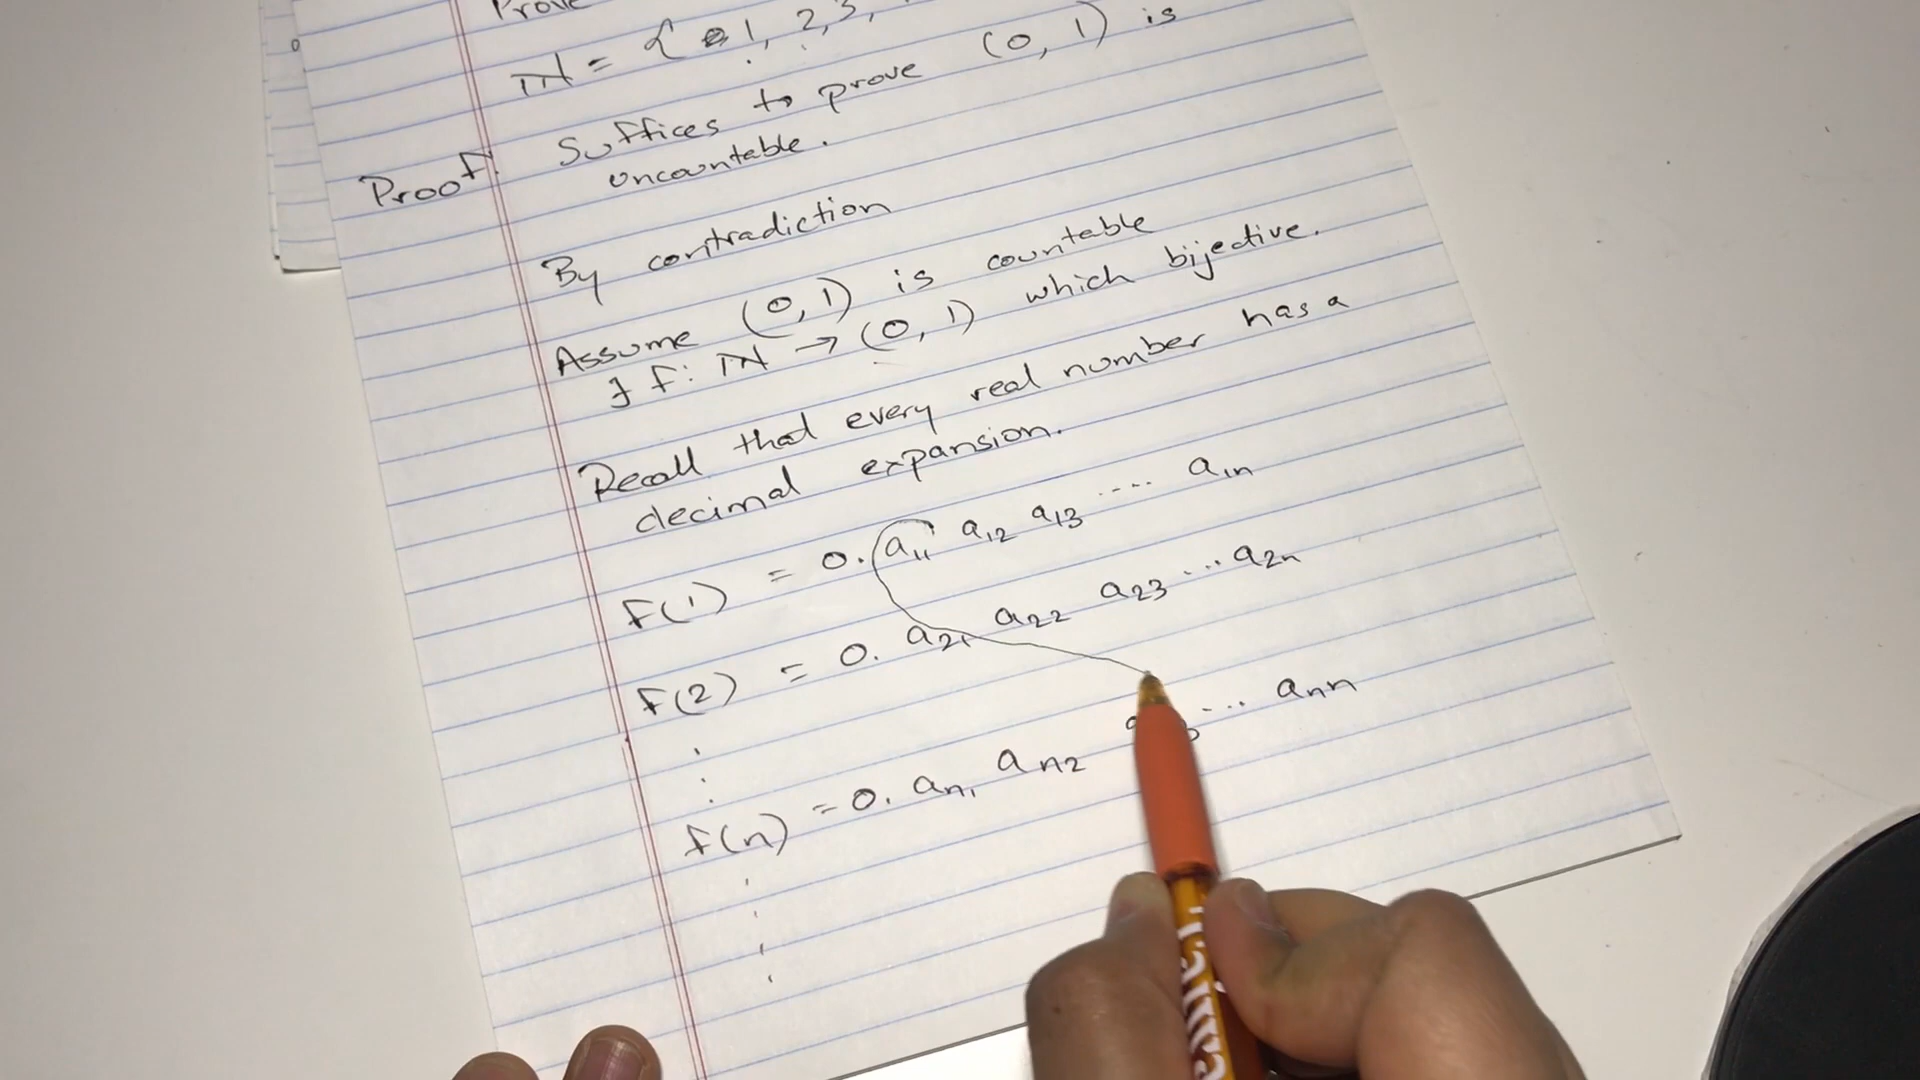 Prove
ℕ = { 1, 2, 3,
Proof. Suffices to prove (0, 1) is
uncountable.
By contradiction
Assume (0, 1) is countable
∃ f: ℕ → (0, 1) which bijective.
Recall that every real number has a
decimal expansion.
f(1) = 0. a₁₁ a₁₂ a₁₃ .... a₁ₙ
f(2) = 0. a₂₁ a₂₂ a₂₃ ... a₂ₙ
⋮
f(n) = 0. aₙ₁ aₙ₂ ... aₙₙ
⋮